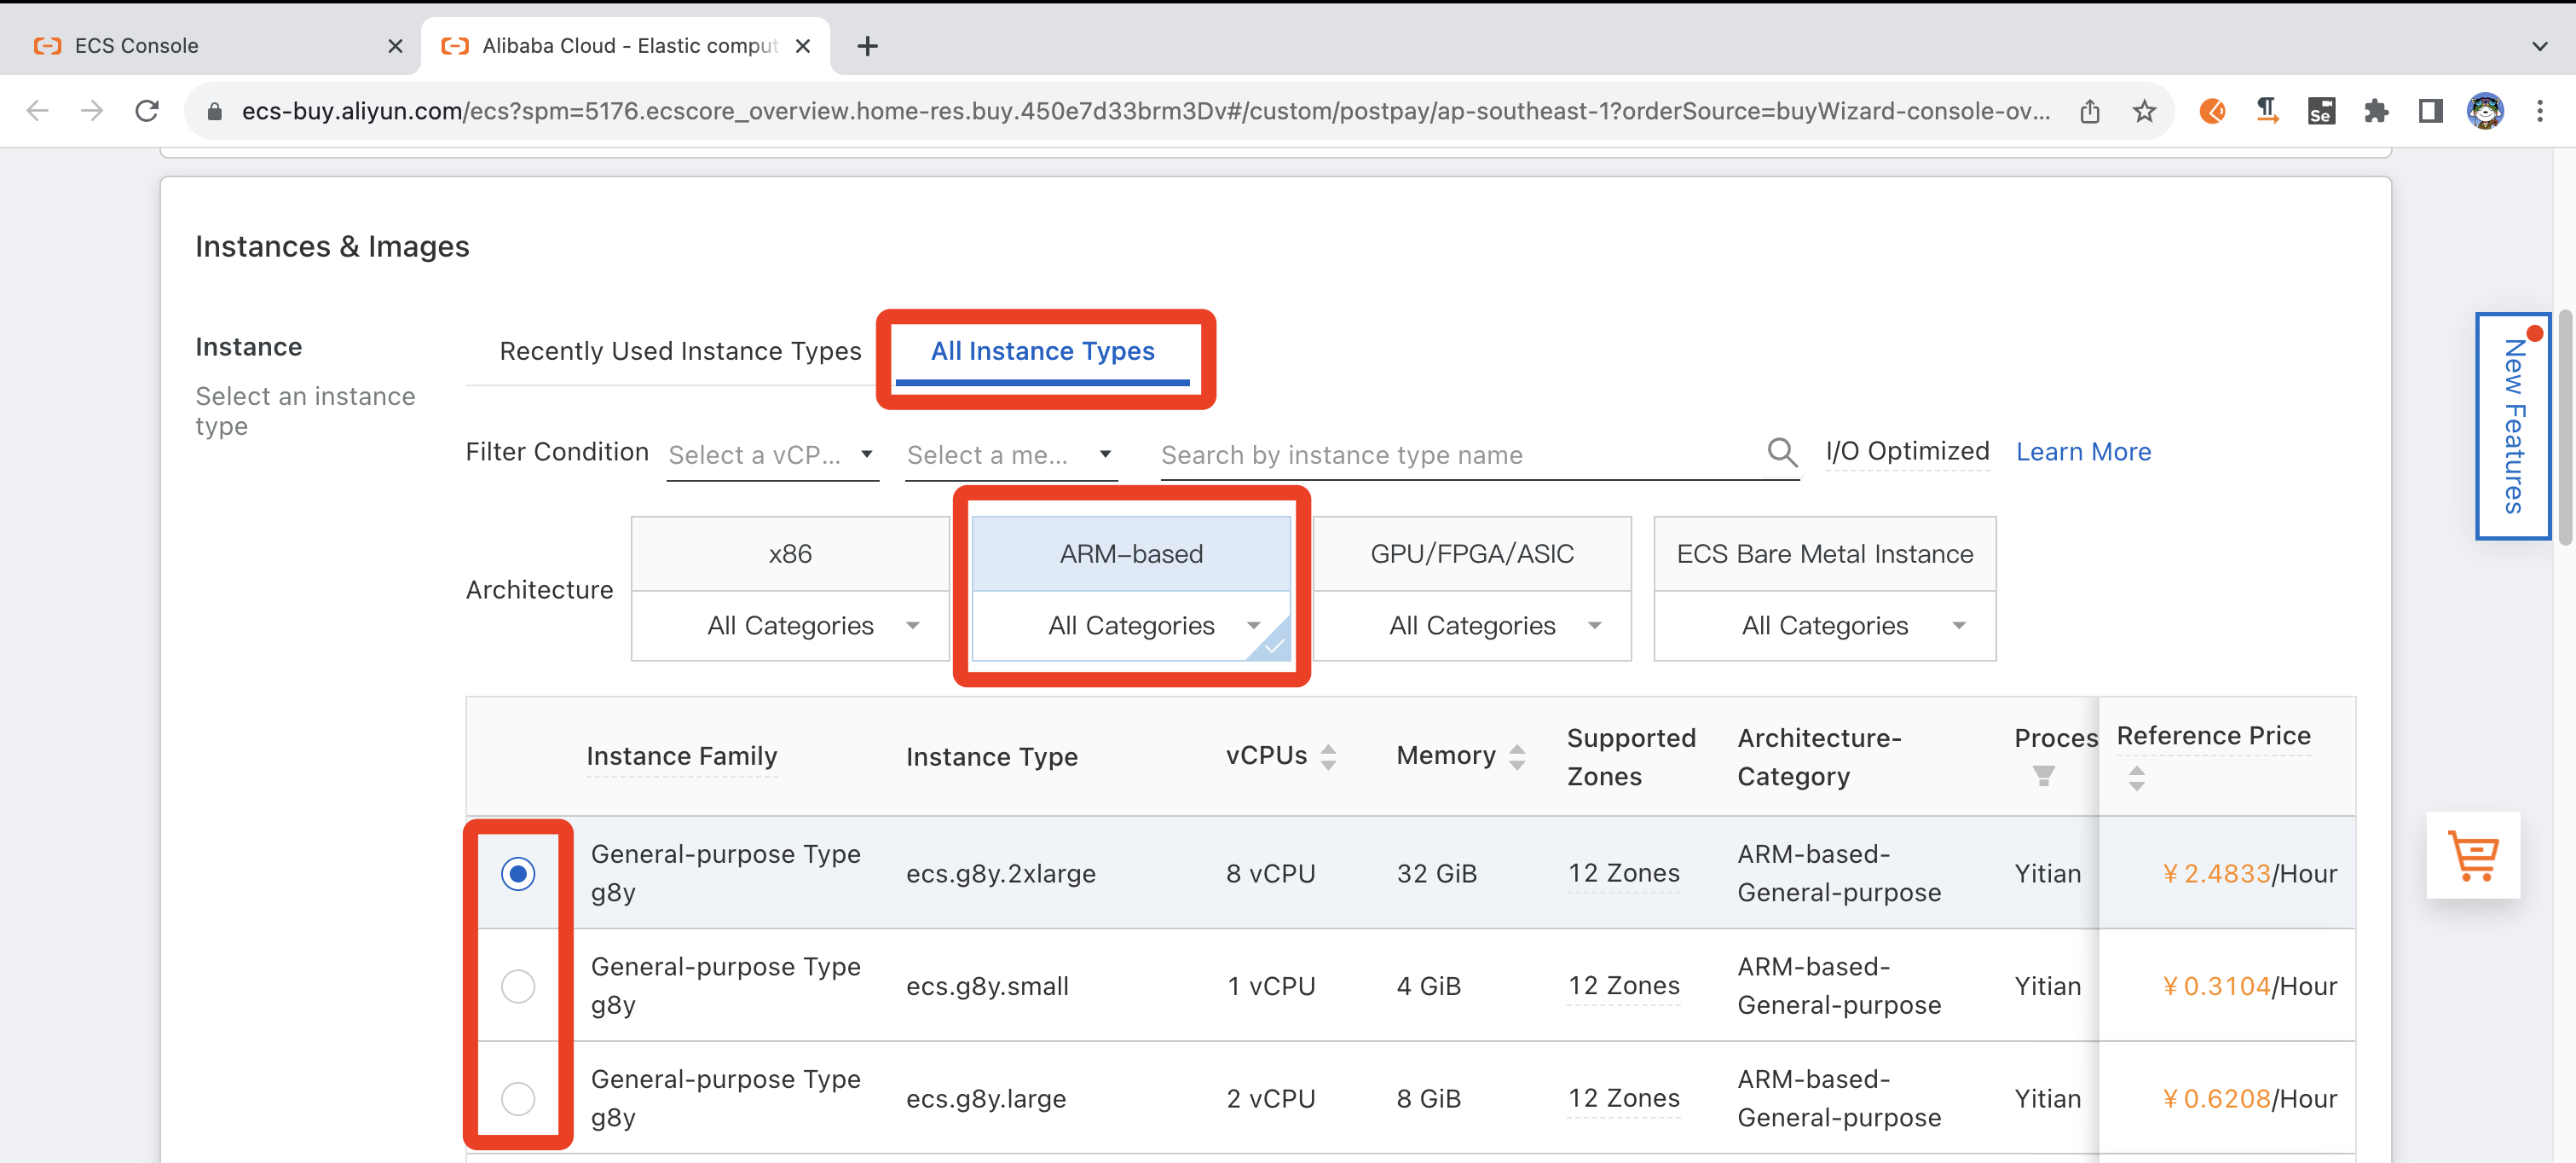 ECS Console
Alibaba Cloud - Elastic comput
ecs-buy.aliyun.com/ecs?spm=5176.ecscore_overview.home-res.buy.450e7d33brm3Dv#/custom/postpay/ap-southeast-1?orderSource=buyWizard-console-ov...
Se
Instances & Images
Instance
Select an instance
type
Recently Used Instance Types
All Instance Types
Filter Condition
Select a vCP...
Select a me...
Search by instance type name
I/O Optimized
Learn More
Architecture
x86
All Categories
ARM-based
All Categories
GPU/FPGA/ASIC
All Categories
ECS Bare Metal Instance
All Categories
Instance Family
Instance Type
vCPUs
Memory
Supported
Zones
Architecture-
Category
Proces
Reference Price
General-purpose Type
g8y
ecs.g8y.2xlarge
8 vCPU
32 GiB
12 Zones
ARM-based-
General-purpose
Yitian
¥ 2.4833/Hour
General-purpose Type
g8y
ecs.g8y.small
1 vCPU
4 GiB
12 Zones
ARM-based-
General-purpose
Yitian
¥ 0.3104/Hour
General-purpose Type
g8y
ecs.g8y.large
2 vCPU
8 GiB
12 Zones
ARM-based-
General-purpose
Yitian
¥ 0.6208/Hour
New Features